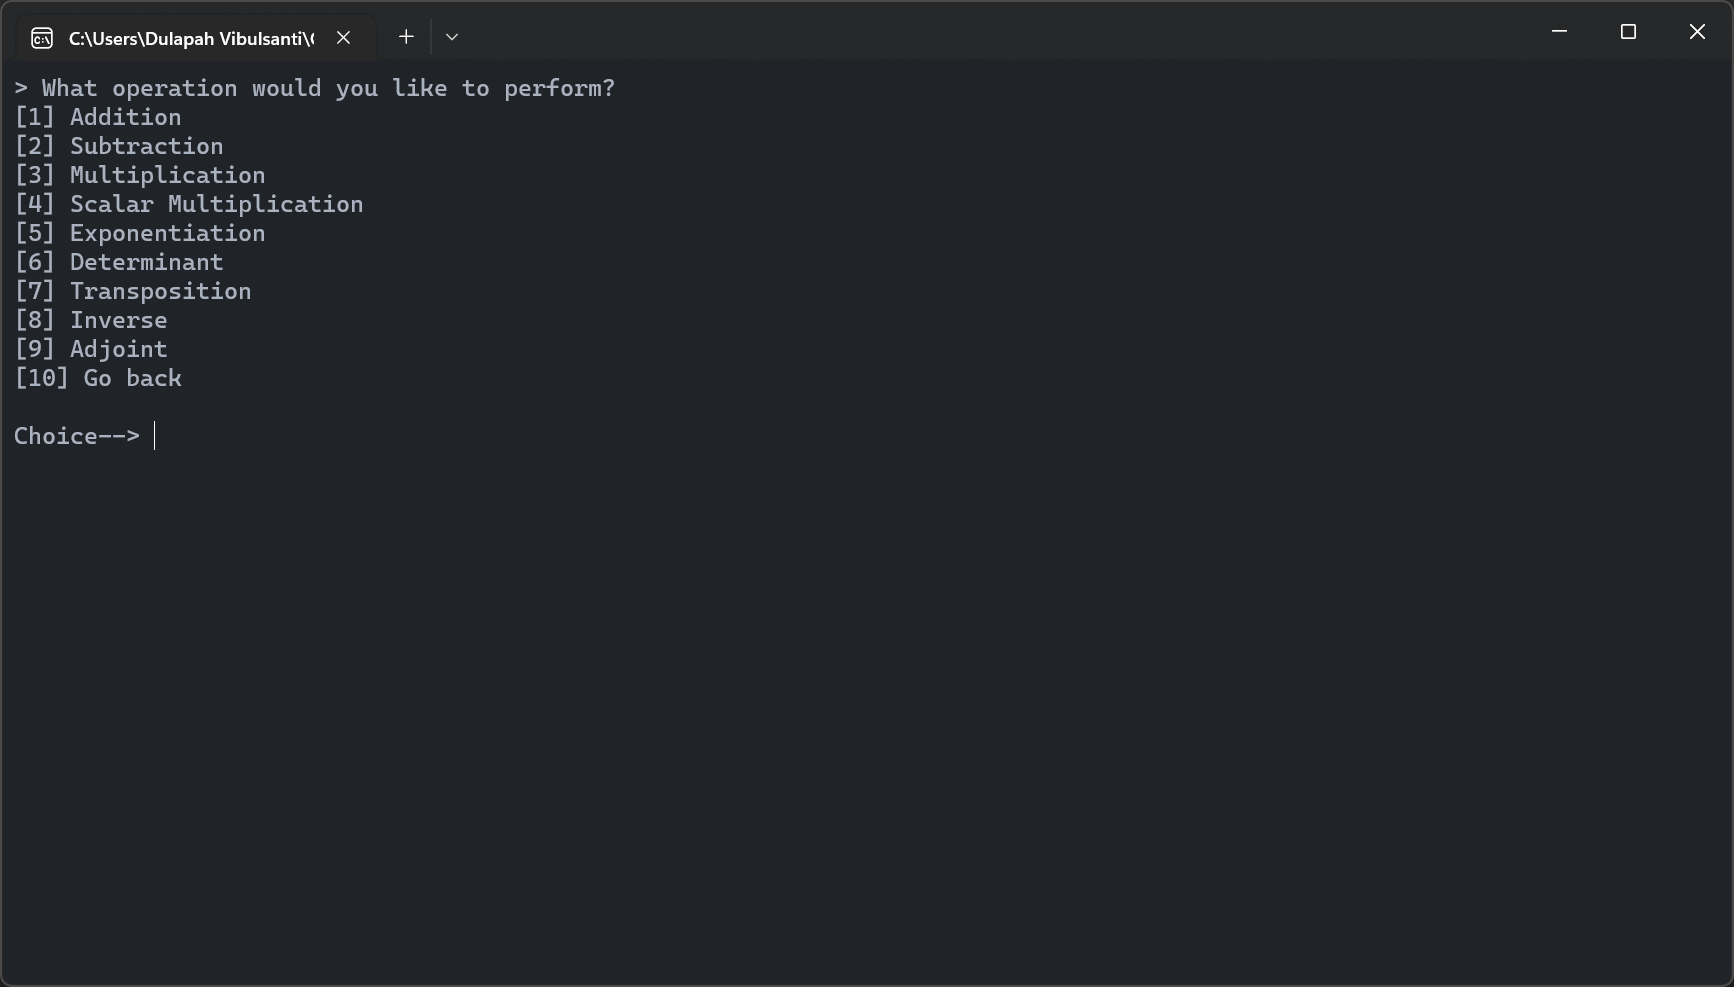 C:\Users\Dulapah Vibulsanti\
> What operation would you like to perform?
[1] Addition
[2] Subtraction
[3] Multiplication
[4] Scalar Multiplication
[5] Exponentiation
[6] Determinant
[7] Transposition
[8] Inverse
[9] Adjoint
[10] Go back
Choice-->